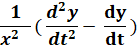 1/x² ( d²y/dt² − dy/dt )